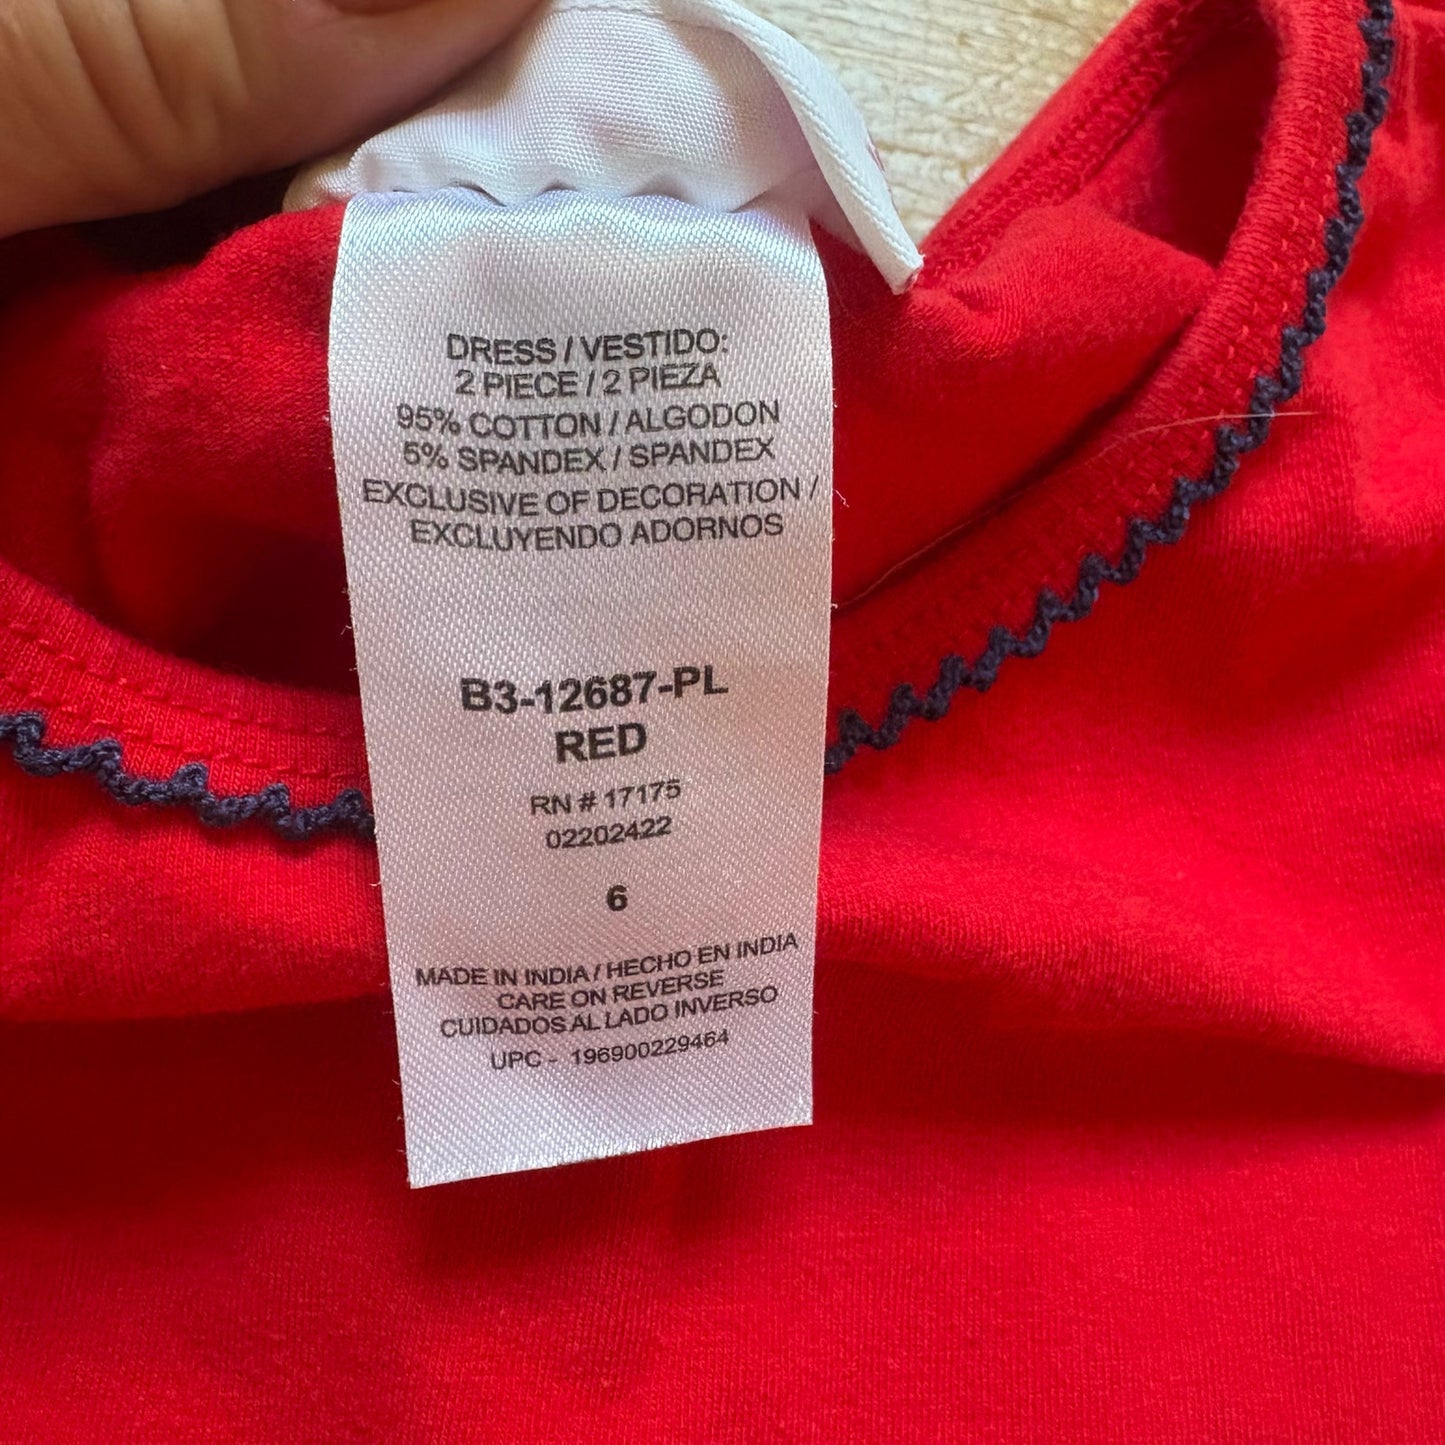 DRESS / VESTIDO:
2 PIECE / 2 PIEZA
95% COTTON / ALGODON
5% SPANDEX / SPANDEX
EXCLUSIVE OF DECORATION /
EXCLUYENDO ADORNOS
B3-12687-PL
RED
RN # 17175
02202422
6
MADE IN INDIA / HECHO EN INDIA
CARE ON REVERSE
CUIDADOS AL LADO INVERSO
UPC - 196900229464